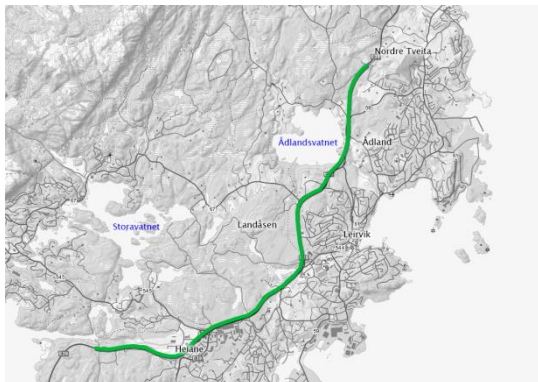 Nordre Tveita
Ådlandsvatnet
Ådland
Landåsen
Storavatnet
Leirvik
Heiane